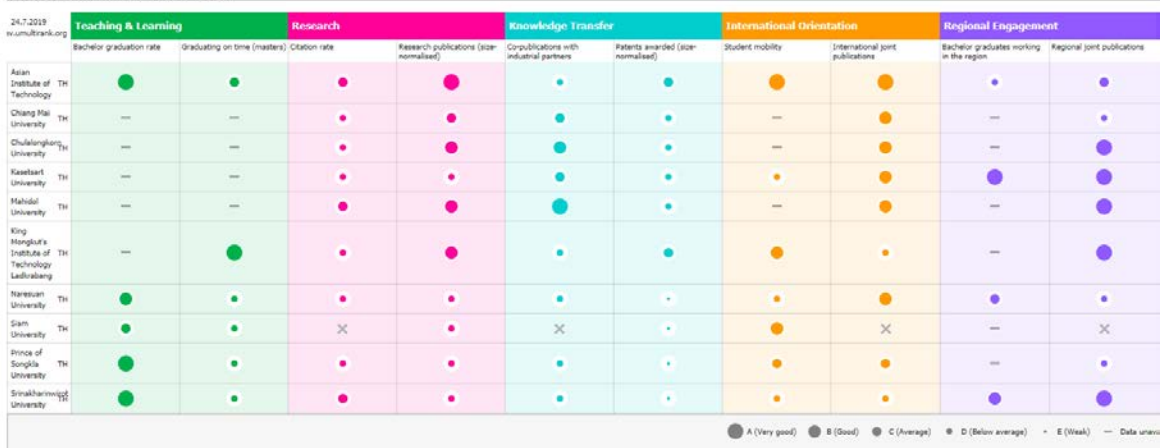 24.7.2019
w.umultirank.org
Teaching & Learning
Research
Knowledge Transfer
International Orientation
Regional Engagement
Bachelor graduation rate
Graduating on time (masters)
Citation rate
Research publications (size-
normalised)
Co-publications with
industrial partners
Patents awarded (size-
normalised)
Student mobility
International joint
publications
Bachelor graduates working
in the region
Regional joint publications
Asian
Institute of TH
Technology
Chiang Mai
University TH
Chulalongkorn
University TH
Kasetsart
University TH
Mahidol
University TH
King
Mongkut's
Institute of TH
Technology
Ladkrabang
Naresuan
University TH
Siam
University TH
Prince of
Songkla TH
University
Srinakharinwirot
University TH
A (Very good) B (Good) C (Average) D (Below average) E (Weak) — Data unava